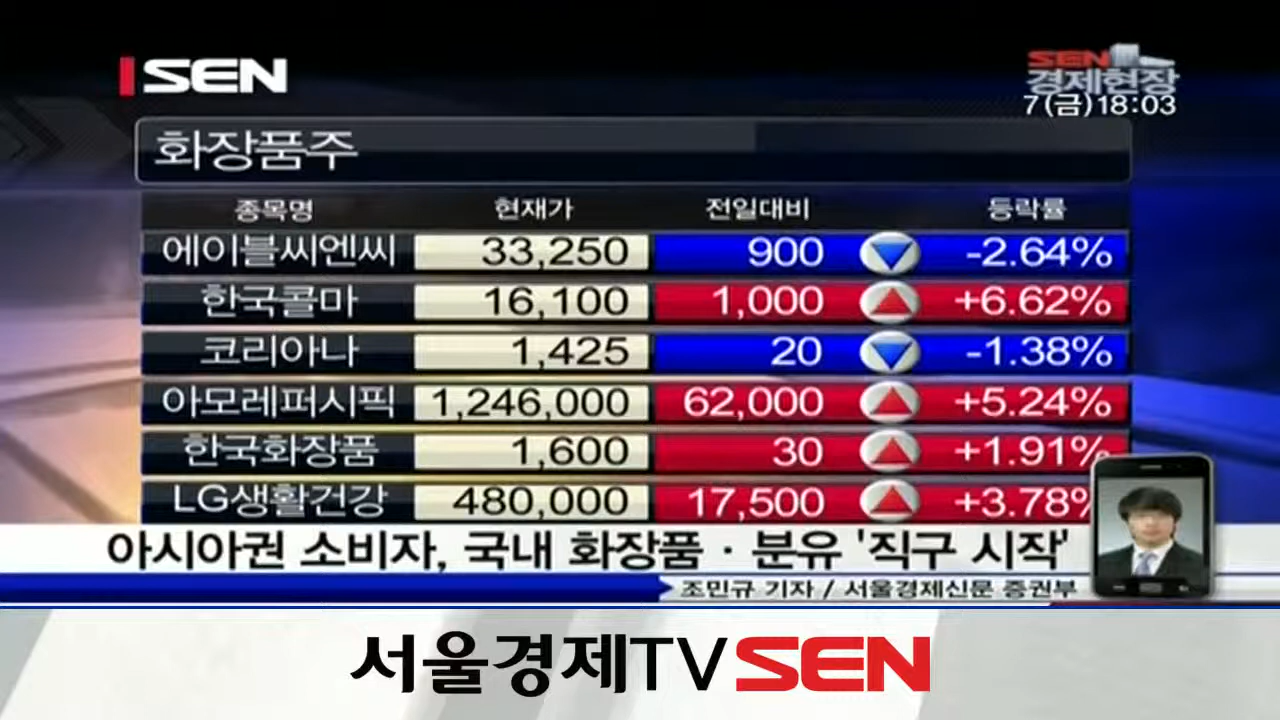 SEN
SEN
경제현장
7(금)18:03
화장품주
종목명 현재가 전일대비 등락률
에이블씨엔씨 33,250 900 -2.64%
한국콜마 16,100 1,000 +6.62%
코리아나 1,425 20 -1.38%
아모레퍼시픽 1,246,000 62,000 +5.24%
한국화장품 1,600 30 +1.91%
LG생활건강 480,000 17,500 +3.78%
아시아권 소비자, 국내 화장품 · 분유 '직구 시작'
조민규 기자 / 서울경제신문 증권부
서울경제TV SEN